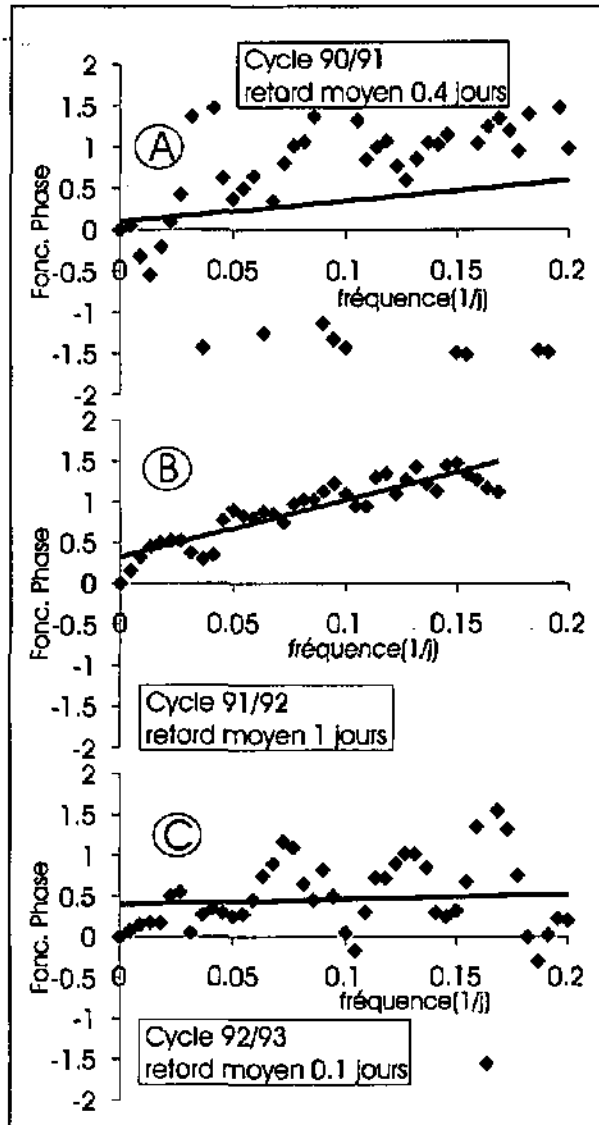 Cycle 90/91
retard moyen 0.4 jours
A
Fonc. Phase
2
1.5
1
0.5
0
-0.5
-1
-1.5
-2
0 0.05 0.1 0.15 0.2
fréquence(1/j)
B
Fonc. Phase
2
1.5
1
0.5
0
-0.5
-1
-1.5
-2
0 0.05 0.1 0.15 0.2
fréquence(1/j)
Cycle 91/92
retard moyen 1 jours
C
Fonc. Phase
2
1.5
1
0.5
0
-0.5
-1
-1.5
-2
0 0.05 0.1 0.15 0.2
fréquence(1/j)
Cycle 92/93
retard moyen 0.1 jours